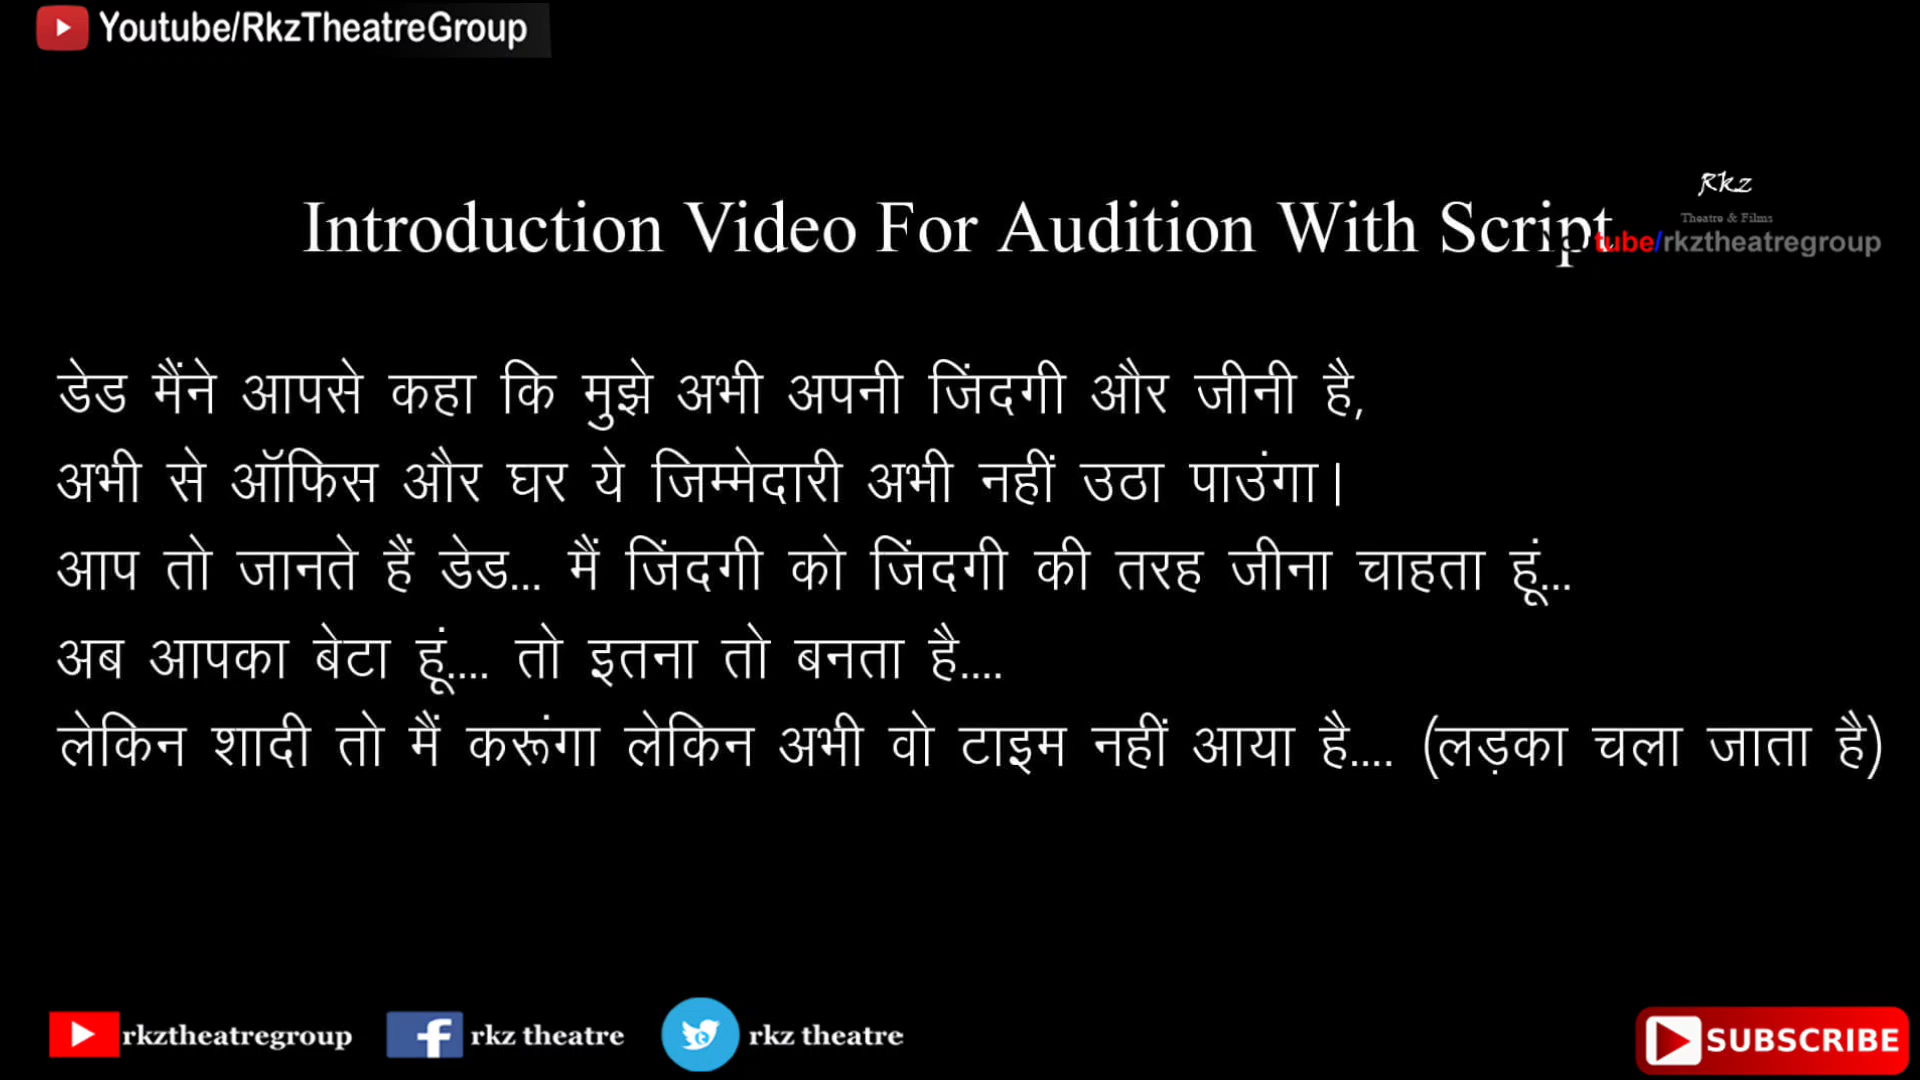 Youtube/RkzTheatreGroup
Rkz
Theatre & Films
Introduction Video For Audition With Script
tube/rkztheatregroup
डेड मैंने आपसे कहा कि मुझे अभी अपनी जिंदगी और जीनी है,
अभी से ऑफिस और घर ये जिम्मेदारी अभी नहीं उठा पाउंगा।
आप तो जानते हैं डेड... मैं जिंदगी को जिंदगी की तरह जीना चाहता हूं...
अब आपका बेटा हूं.... तो इतना तो बनता है....
लेकिन शादी तो मैं करूंगा लेकिन अभी वो टाइम नहीं आया है.... (लड़का चला जाता है)
rkztheatregroup rkz theatre rkz theatre
SUBSCRIBE